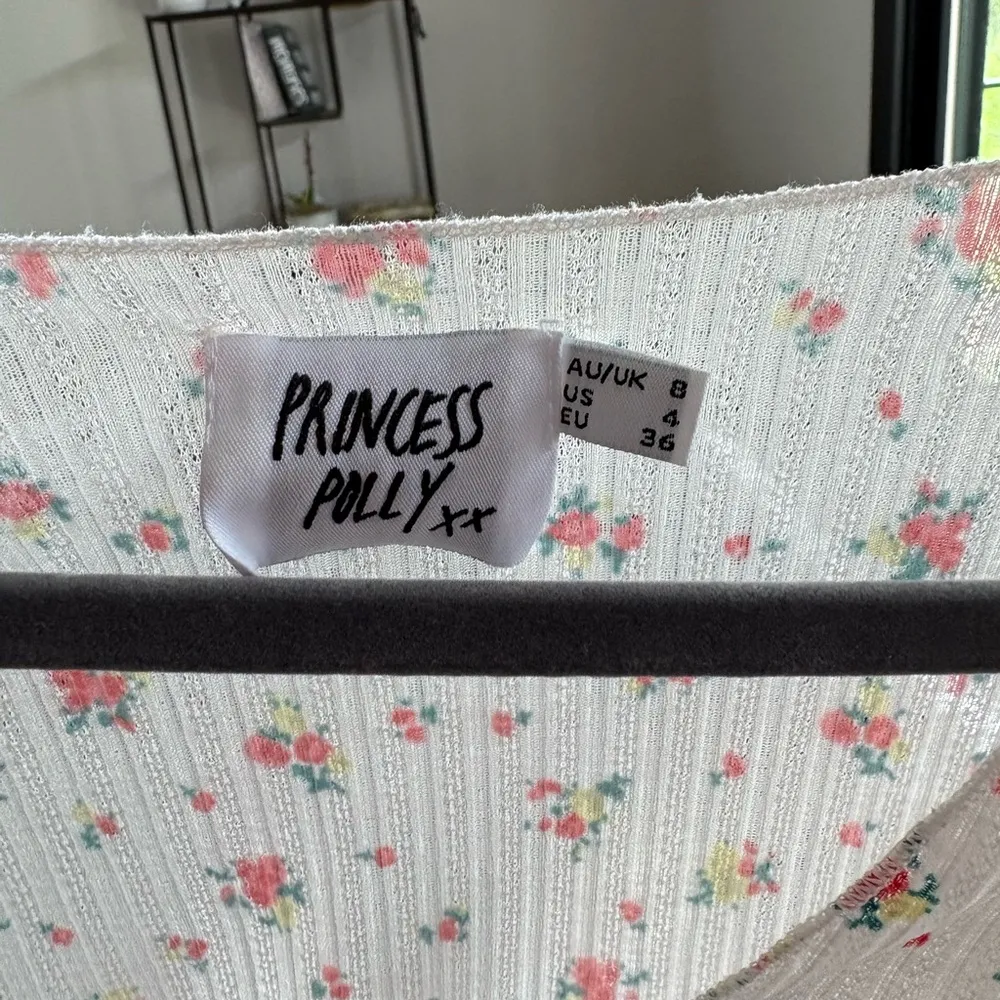 PRINCESS
POLLY xx
AU/UK 8
US 4
EU 36